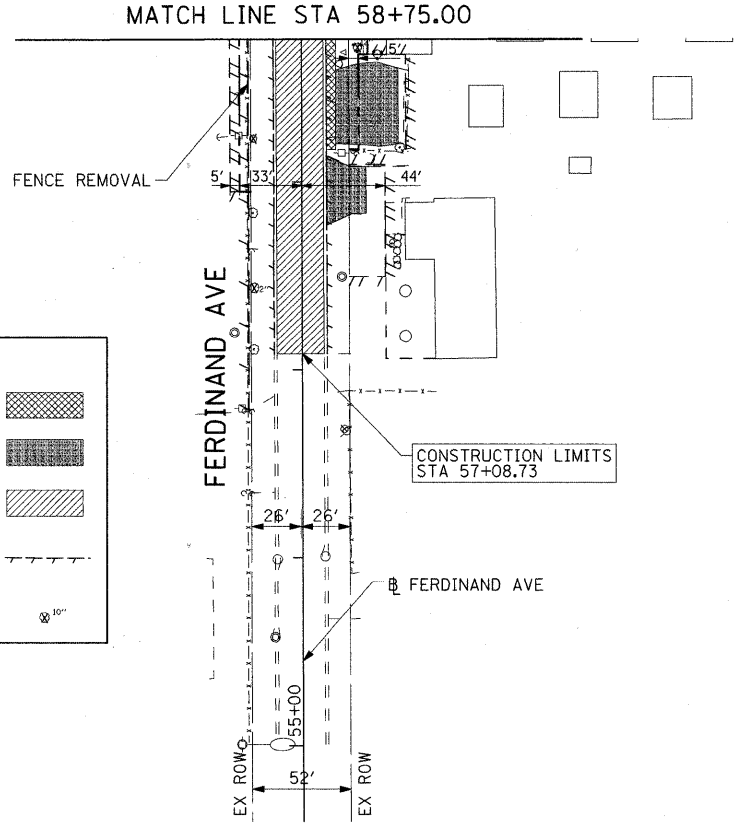 MATCH LINE STA 58+75.00
FENCE REMOVAL
5' 33' 44'
FERDINAND AVE
2"
CONSTRUCTION LIMITS
STA 57+08.73
26' 26'
10"
℄ FERDINAND AVE
55+00
EX ROW
52'
EX ROW